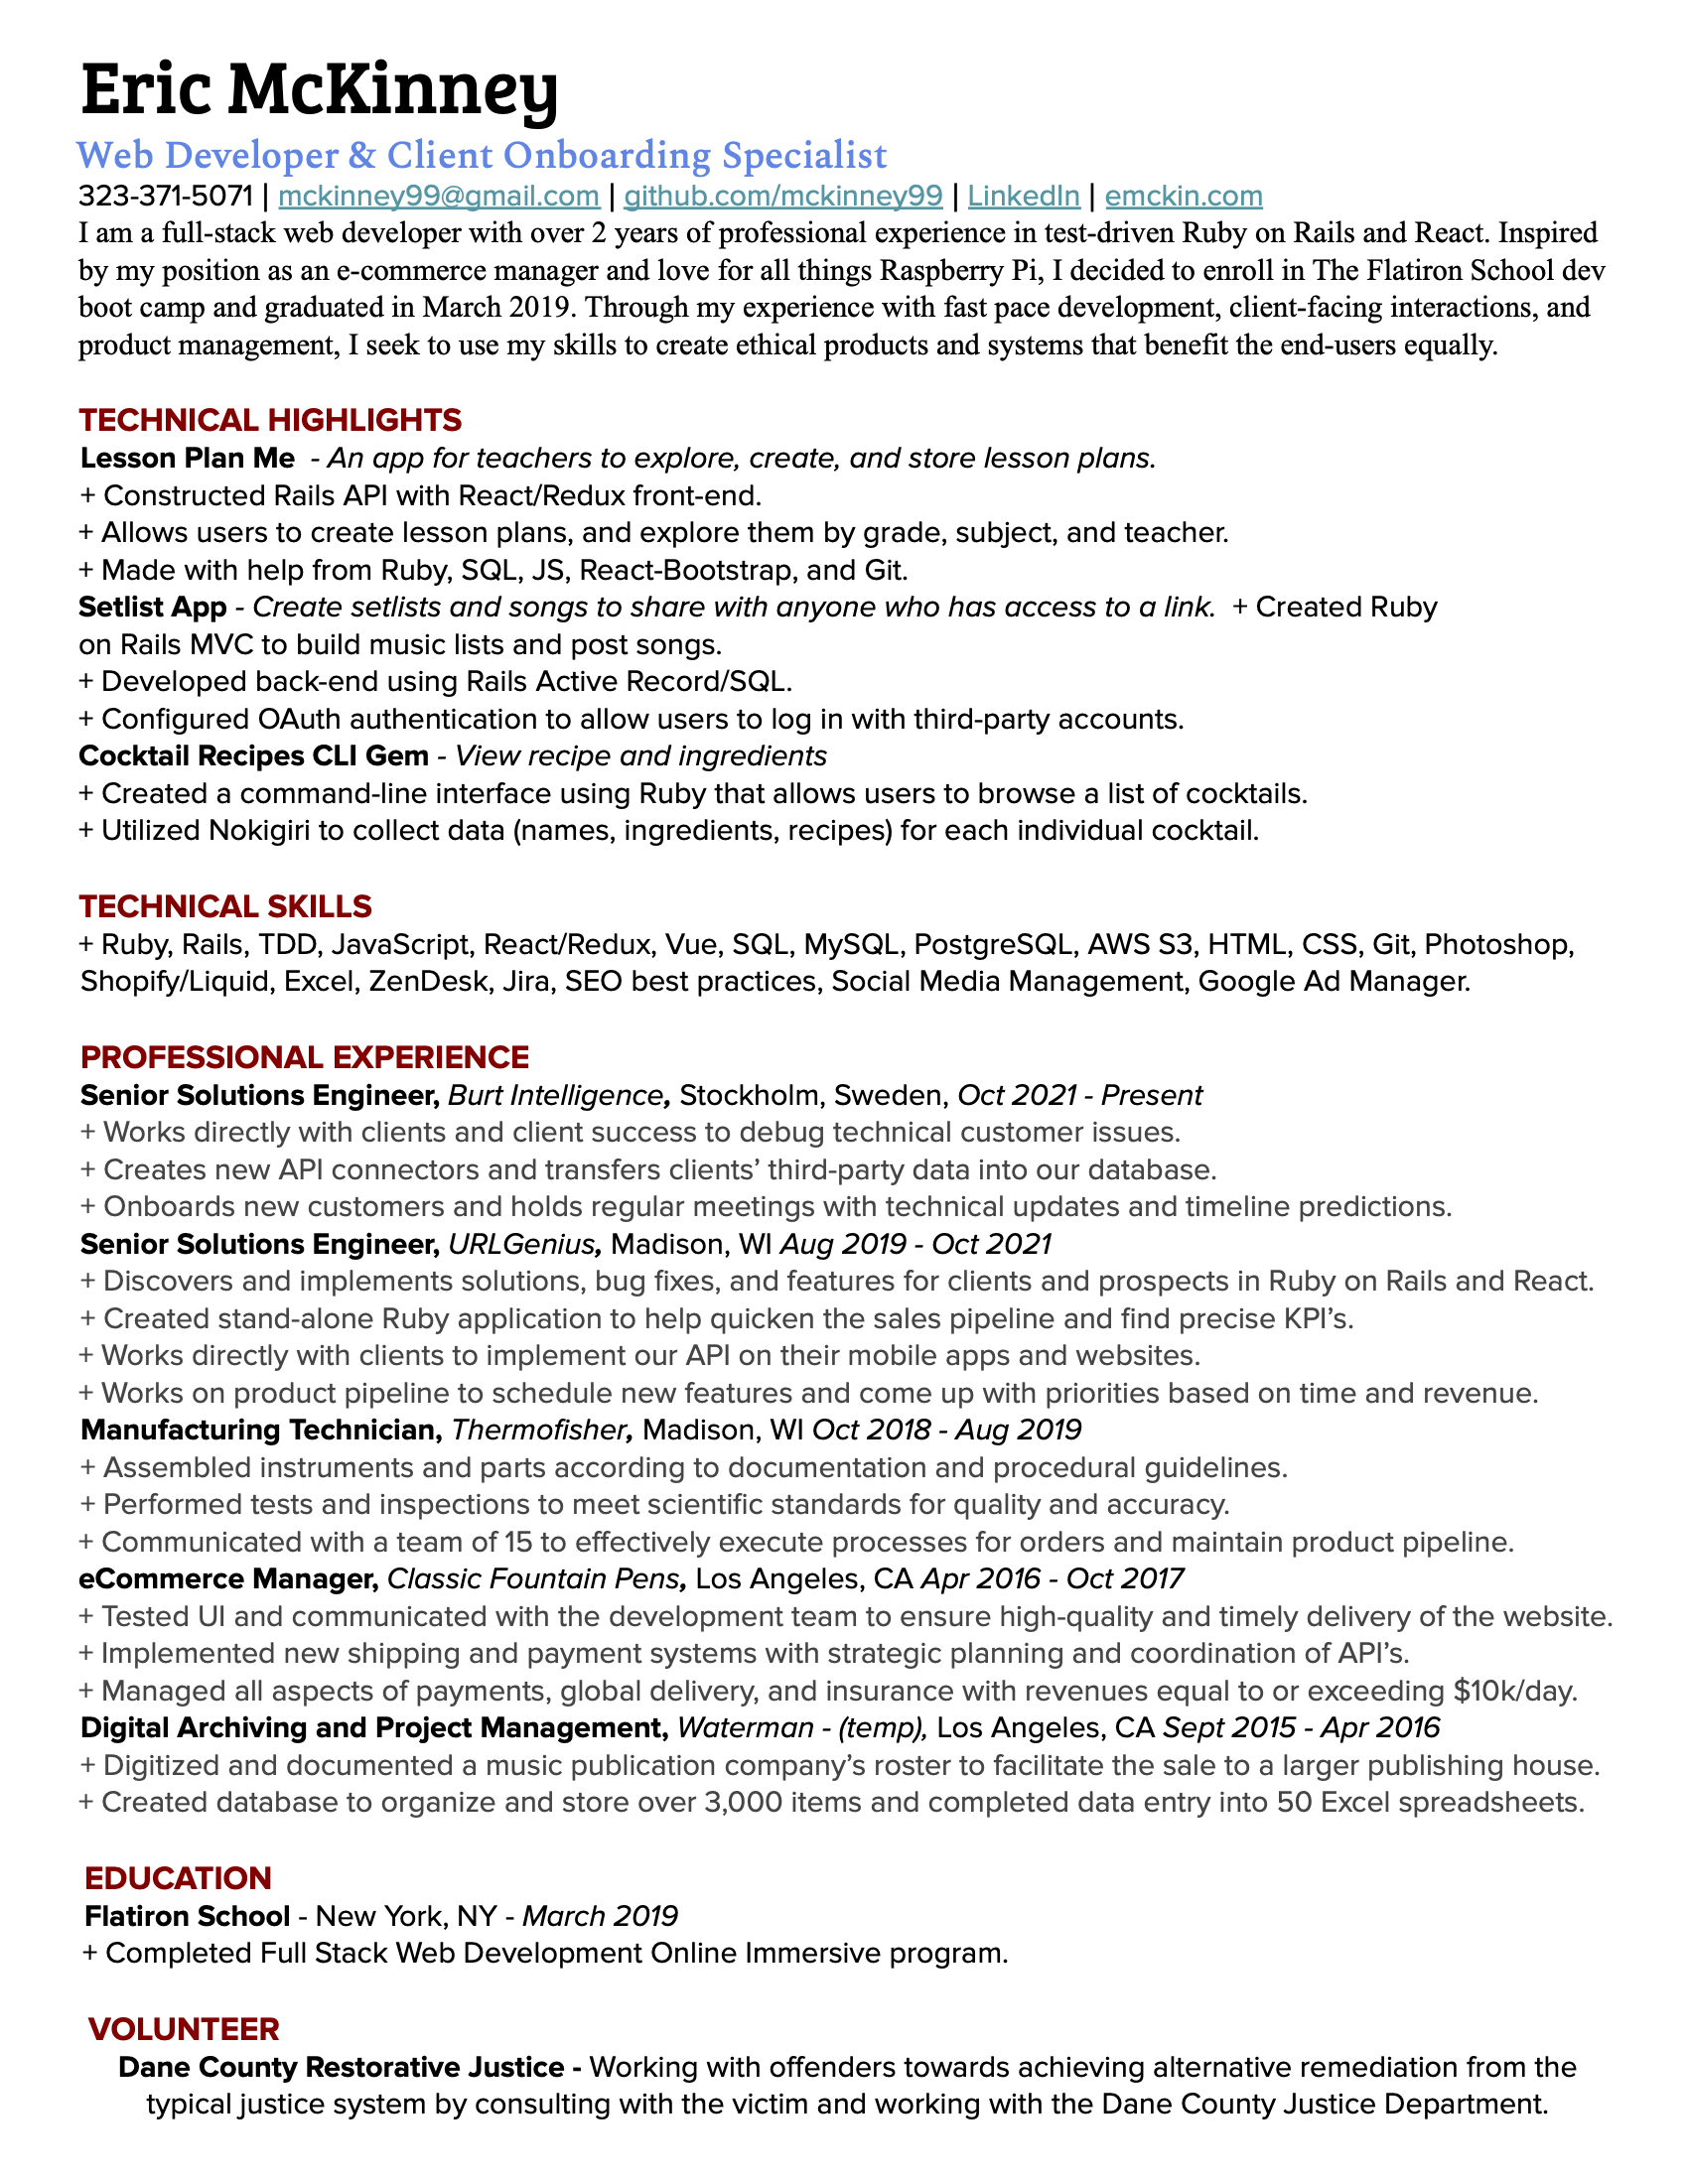 Eric McKinney
Web Developer & Client Onboarding Specialist
323-371-5071 | mckinney99@gmail.com | github.com/mckinney99 | LinkedIn | emckin.com
I am a full-stack web developer with over 2 years of professional experience in test-driven Ruby on Rails and React. Inspired
by my position as an e-commerce manager and love for all things Raspberry Pi, I decided to enroll in The Flatiron School dev
boot camp and graduated in March 2019. Through my experience with fast pace development, client-facing interactions, and
product management, I seek to use my skills to create ethical products and systems that benefit the end-users equally.
TECHNICAL HIGHLIGHTS
Lesson Plan Me - An app for teachers to explore, create, and store lesson plans.
+ Constructed Rails API with React/Redux front-end.
+ Allows users to create lesson plans, and explore them by grade, subject, and teacher.
+ Made with help from Ruby, SQL, JS, React-Bootstrap, and Git.
Setlist App - Create setlists and songs to share with anyone who has access to a link. + Created Ruby
on Rails MVC to build music lists and post songs.
+ Developed back-end using Rails Active Record/SQL.
+ Configured OAuth authentication to allow users to log in with third-party accounts.
Cocktail Recipes CLI Gem - View recipe and ingredients
+ Created a command-line interface using Ruby that allows users to browse a list of cocktails.
+ Utilized Nokigiri to collect data (names, ingredients, recipes) for each individual cocktail.
TECHNICAL SKILLS
+ Ruby, Rails, TDD, JavaScript, React/Redux, Vue, SQL, MySQL, PostgreSQL, AWS S3, HTML, CSS, Git, Photoshop,
Shopify/Liquid, Excel, ZenDesk, Jira, SEO best practices, Social Media Management, Google Ad Manager.
PROFESSIONAL EXPERIENCE
Senior Solutions Engineer, Burt Intelligence, Stockholm, Sweden, Oct 2021 - Present
+ Works directly with clients and client success to debug technical customer issues.
+ Creates new API connectors and transfers clients’ third-party data into our database.
+ Onboards new customers and holds regular meetings with technical updates and timeline predictions.
Senior Solutions Engineer, URLGenius, Madison, WI Aug 2019 - Oct 2021
+ Discovers and implements solutions, bug fixes, and features for clients and prospects in Ruby on Rails and React.
+ Created stand-alone Ruby application to help quicken the sales pipeline and find precise KPI’s.
+ Works directly with clients to implement our API on their mobile apps and websites.
+ Works on product pipeline to schedule new features and come up with priorities based on time and revenue.
Manufacturing Technician, Thermofisher, Madison, WI Oct 2018 - Aug 2019
+ Assembled instruments and parts according to documentation and procedural guidelines.
+ Performed tests and inspections to meet scientific standards for quality and accuracy.
+ Communicated with a team of 15 to effectively execute processes for orders and maintain product pipeline.
eCommerce Manager, Classic Fountain Pens, Los Angeles, CA Apr 2016 - Oct 2017
+ Tested UI and communicated with the development team to ensure high-quality and timely delivery of the website.
+ Implemented new shipping and payment systems with strategic planning and coordination of API’s.
+ Managed all aspects of payments, global delivery, and insurance with revenues equal to or exceeding $10k/day.
Digital Archiving and Project Management, Waterman - (temp), Los Angeles, CA Sept 2015 - Apr 2016
+ Digitized and documented a music publication company’s roster to facilitate the sale to a larger publishing house.
+ Created database to organize and store over 3,000 items and completed data entry into 50 Excel spreadsheets.
EDUCATION
Flatiron School - New York, NY - March 2019
+ Completed Full Stack Web Development Online Immersive program.
VOLUNTEER
Dane County Restorative Justice - Working with offenders towards achieving alternative remediation from the
typical justice system by consulting with the victim and working with the Dane County Justice Department.